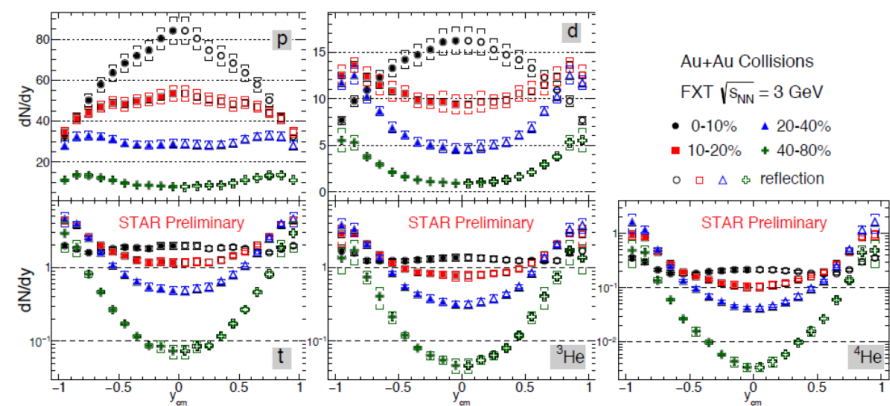 80
60
40
20
dN/dy
p
15
10
5
0
d
Au+Au Collisions
FXT √sNN = 3 GeV
0-10% 20-40%
10-20% 40-80%
reflection
STAR Preliminary
1
10⁻¹
dN/dy
t
−1 −0.5 0 0.5 1
ycm
STAR Preliminary
1
10⁻¹
³He
−1 −0.5 0 0.5 1
ycm
STAR Preliminary
1
10⁻¹
10⁻²
⁴He
−1 −0.5 0 0.5 1
ycm